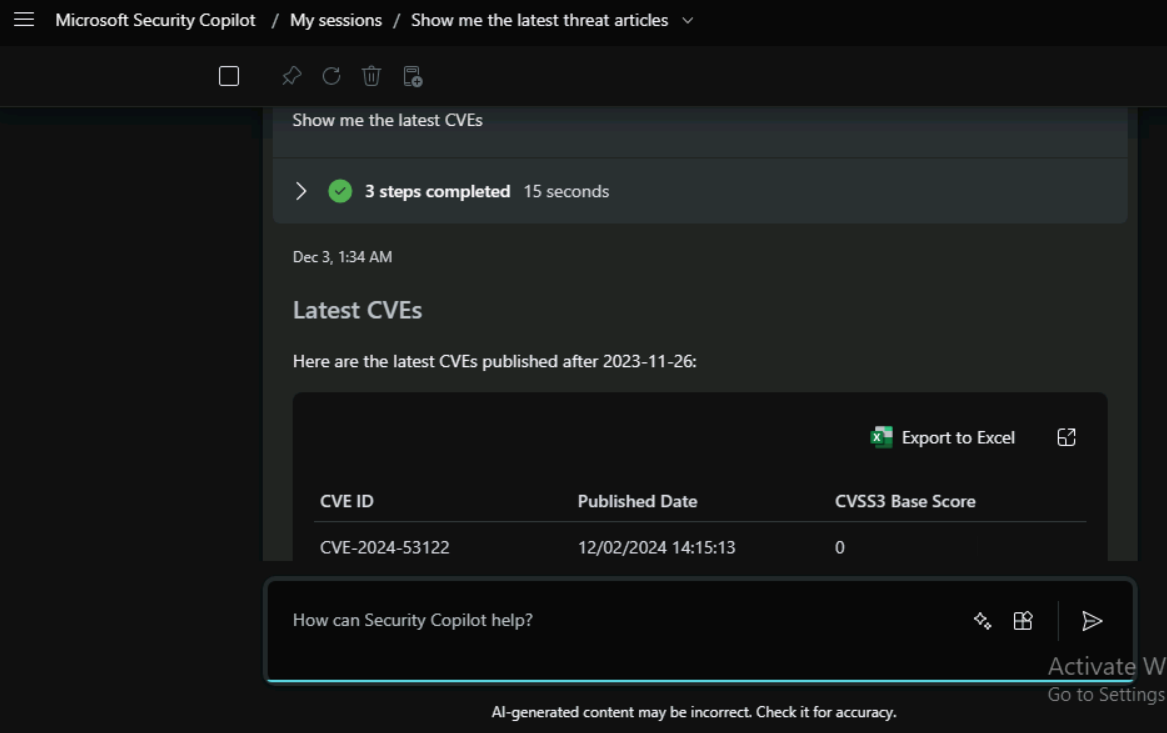 Microsoft Security Copilot / My sessions / Show me the latest threat articles
Show me the latest CVEs
3 steps completed 15 seconds
Dec 3, 1:34 AM
Latest CVEs
Here are the latest CVEs published after 2023-11-26:
Export to Excel
CVE ID Published Date CVSS3 Base Score
CVE-2024-53122 12/02/2024 14:15:13 0
How can Security Copilot help?
Activate W
Go to Settings
AI-generated content may be incorrect. Check it for accuracy.